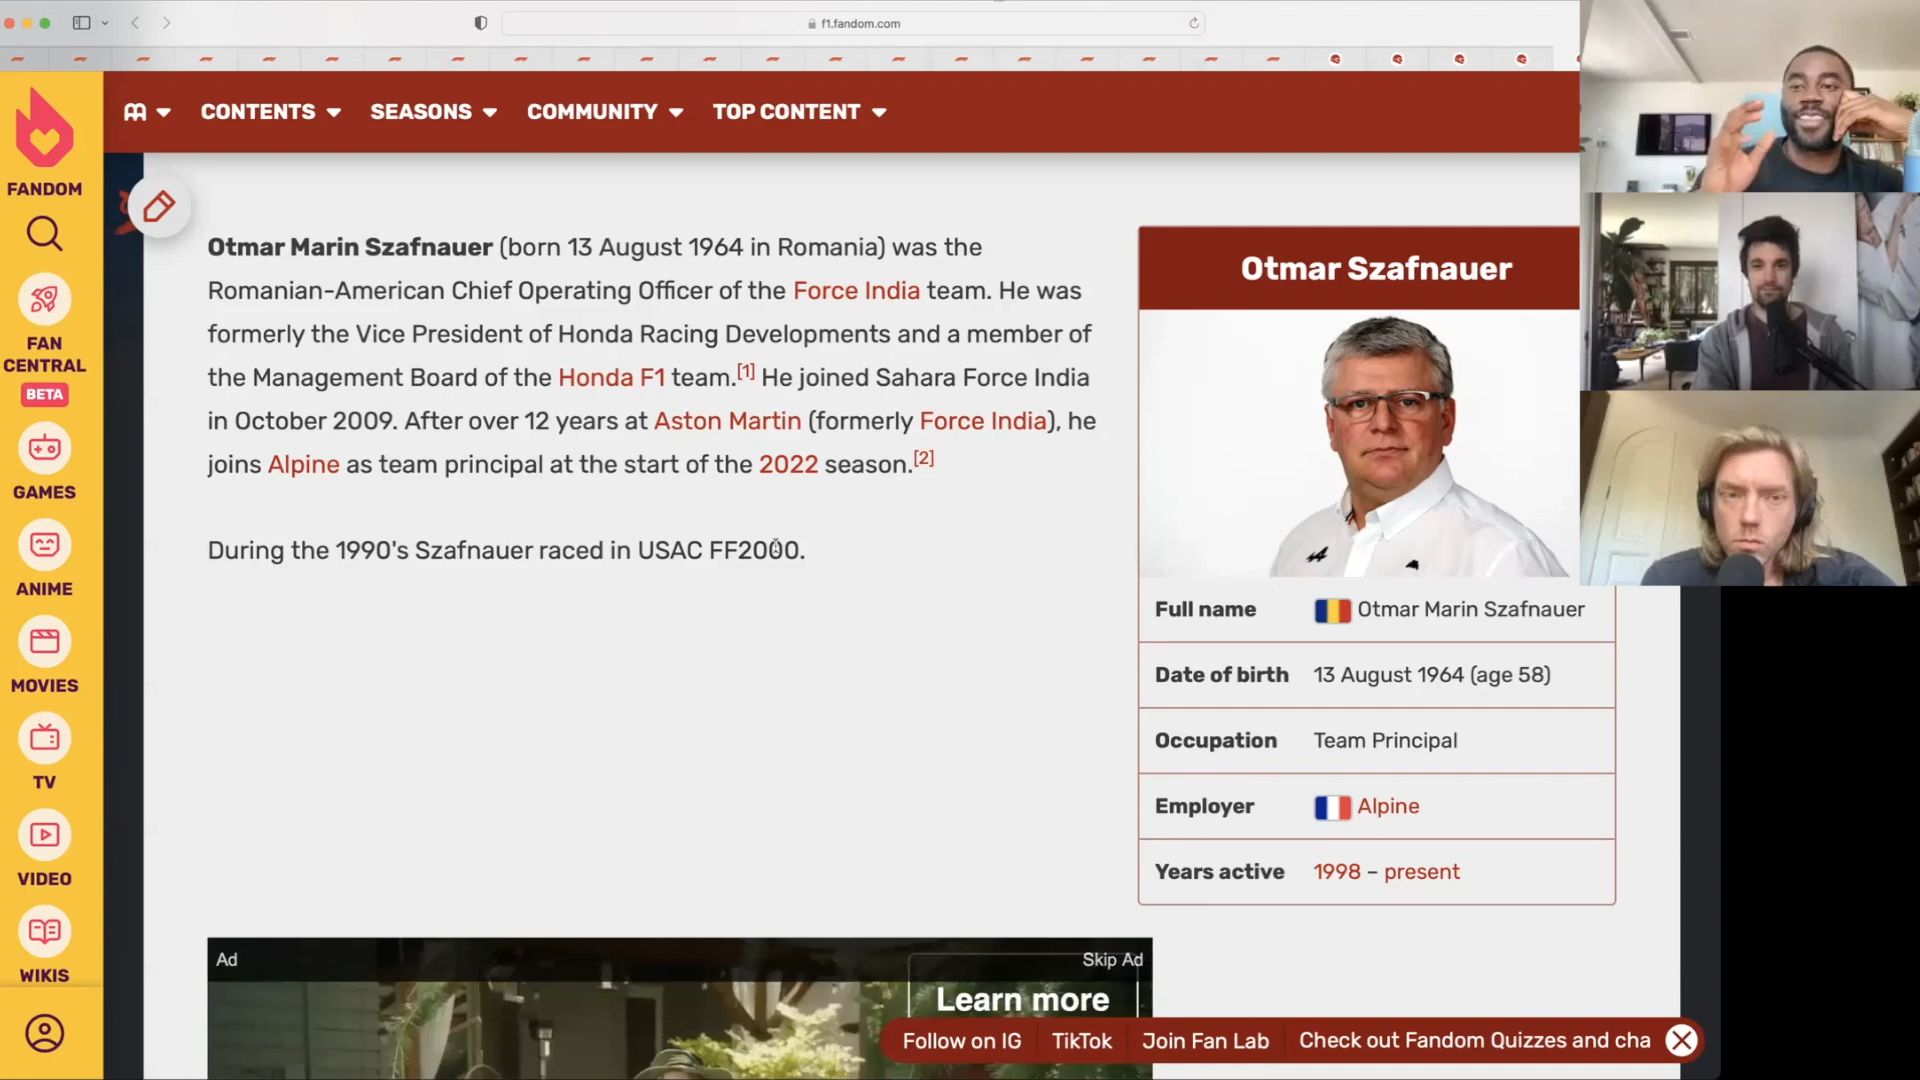 f1.fandom.com
CONTENTS
SEASONS
COMMUNITY
TOP CONTENT
FANDOM
FAN
CENTRAL
BETA
GAMES
ANIME
MOVIES
TV
VIDEO
WIKIS
Otmar Marin Szafnauer (born 13 August 1964 in Romania) was the
Romanian-American Chief Operating Officer of the Force India team. He was
formerly the Vice President of Honda Racing Developments and a member of
the Management Board of the Honda F1 team.[1] He joined Sahara Force India
in October 2009. After over 12 years at Aston Martin (formerly Force India), he
joins Alpine as team principal at the start of the 2022 season.[2]
During the 1990's Szafnauer raced in USAC FF2000.
Otmar Szafnauer
Full name Otmar Marin Szafnauer
Date of birth 13 August 1964 (age 58)
Occupation Team Principal
Employer Alpine
Years active 1998 – present
Ad
Skip Ad
Learn more
Follow on IG
TikTok
Join Fan Lab
Check out Fandom Quizzes and cha